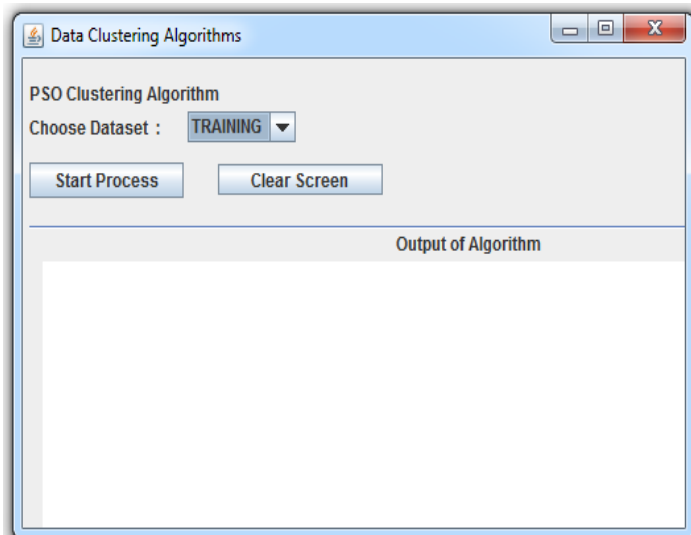 Data Clustering Algorithms
PSO Clustering Algorithm
Choose Dataset : TRAINING
Start Process Clear Screen
Output of Algorithm